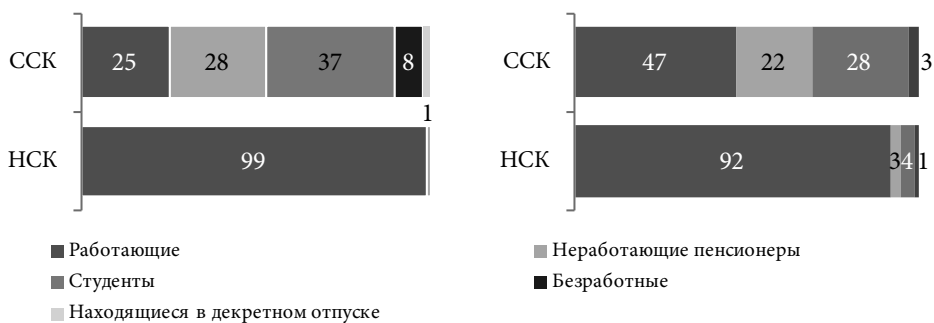 ССК 25 28 37 8
1
НСК 99
ССК 47 22 28 3
НСК 92 3 4 1
Работающие
Неработающие пенсионеры
Студенты
Безработные
Находящиеся в декретном отпуске